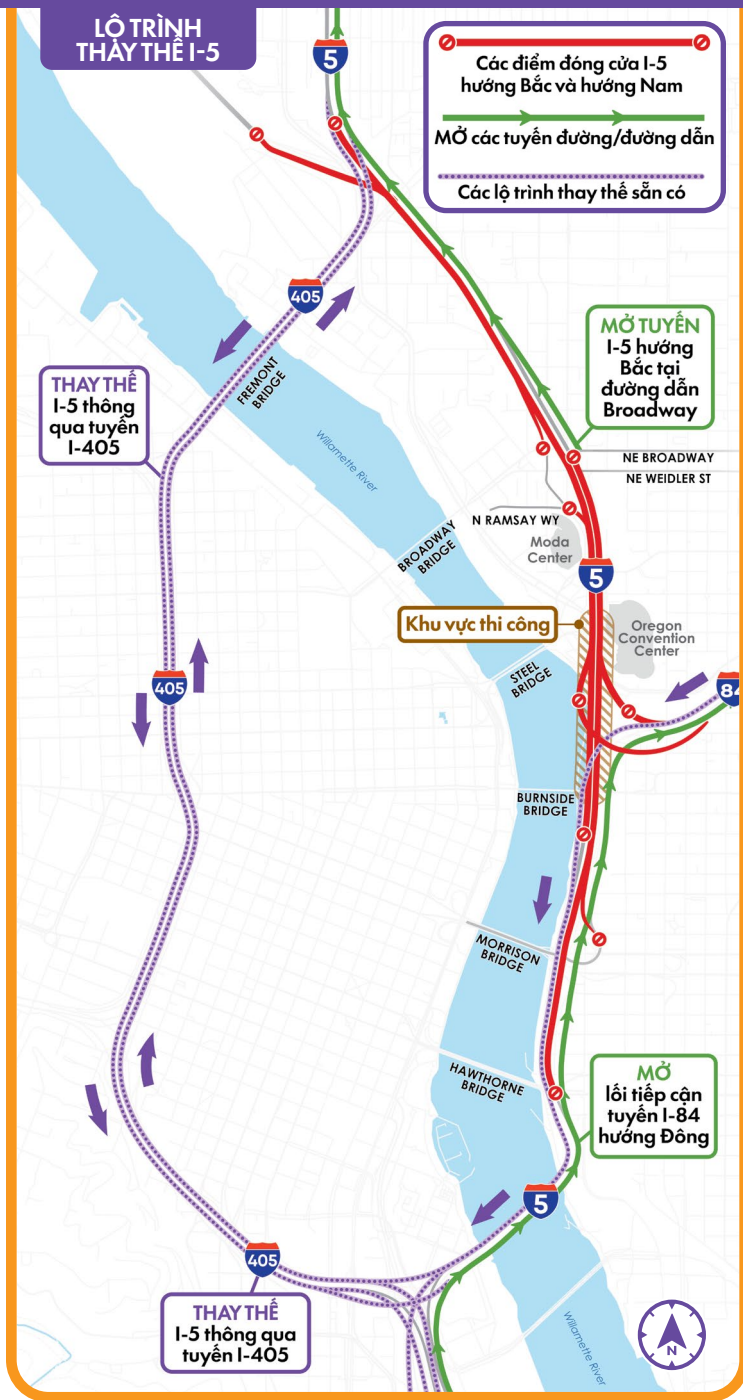 LỘ TRÌNH
THAY THẾ I-5
5
Các điểm đóng cửa I-5
hướng Bắc và hướng Nam
MỞ các tuyến đường/đường dẫn
Các lộ trình thay thế sẵn có
405
FREMONT
BRIDGE
THAY THẾ
I-5 thông
qua tuyến
I-405
Willamette River
MỞ TUYẾN
I-5 hướng
Bắc tại
đường dẫn
Broadway
NE BROADWAY
NE WEIDLER ST
N RAMSAY WY
Moda
Center
BROADWAY
BRIDGE
5
Khu vực thi công
Oregon
Convention
Center
STEEL
BRIDGE
405
84
BURNSIDE
BRIDGE
MORRISON
BRIDGE
HAWTHORNE
BRIDGE
MỞ
lối tiếp cận
tuyến I-84
hướng Đông
5
405
THAY THẾ
I-5 thông qua
tuyến I-405
Willamette River
N